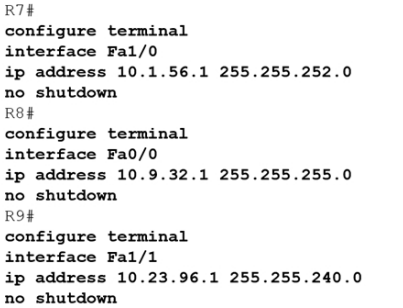 R7#
configure terminal
interface Fa1/0
ip address 10.1.56.1 255.255.252.0
no shutdown
R8#
configure terminal
interface Fa0/0
ip address 10.9.32.1 255.255.255.0
no shutdown
R9#
configure terminal
interface Fa1/1
ip address 10.23.96.1 255.255.240.0
no shutdown